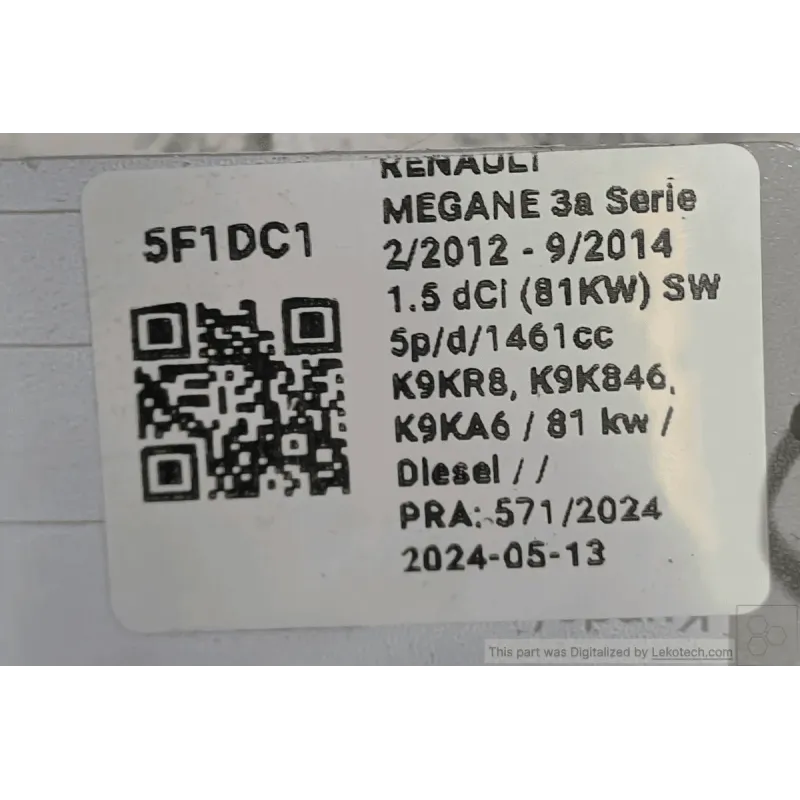 5F1DC1
RENAULT
MEGANE 3a Serie
2/2012 - 9/2014
1.5 dCi (81KW) SW
5p/d/1461cc
K9KR8, K9K846,
K9KA6 / 81 kw /
Diesel / /
PRA: 571/2024
2024-05-13
This part was Digitalized by Lekotech.com